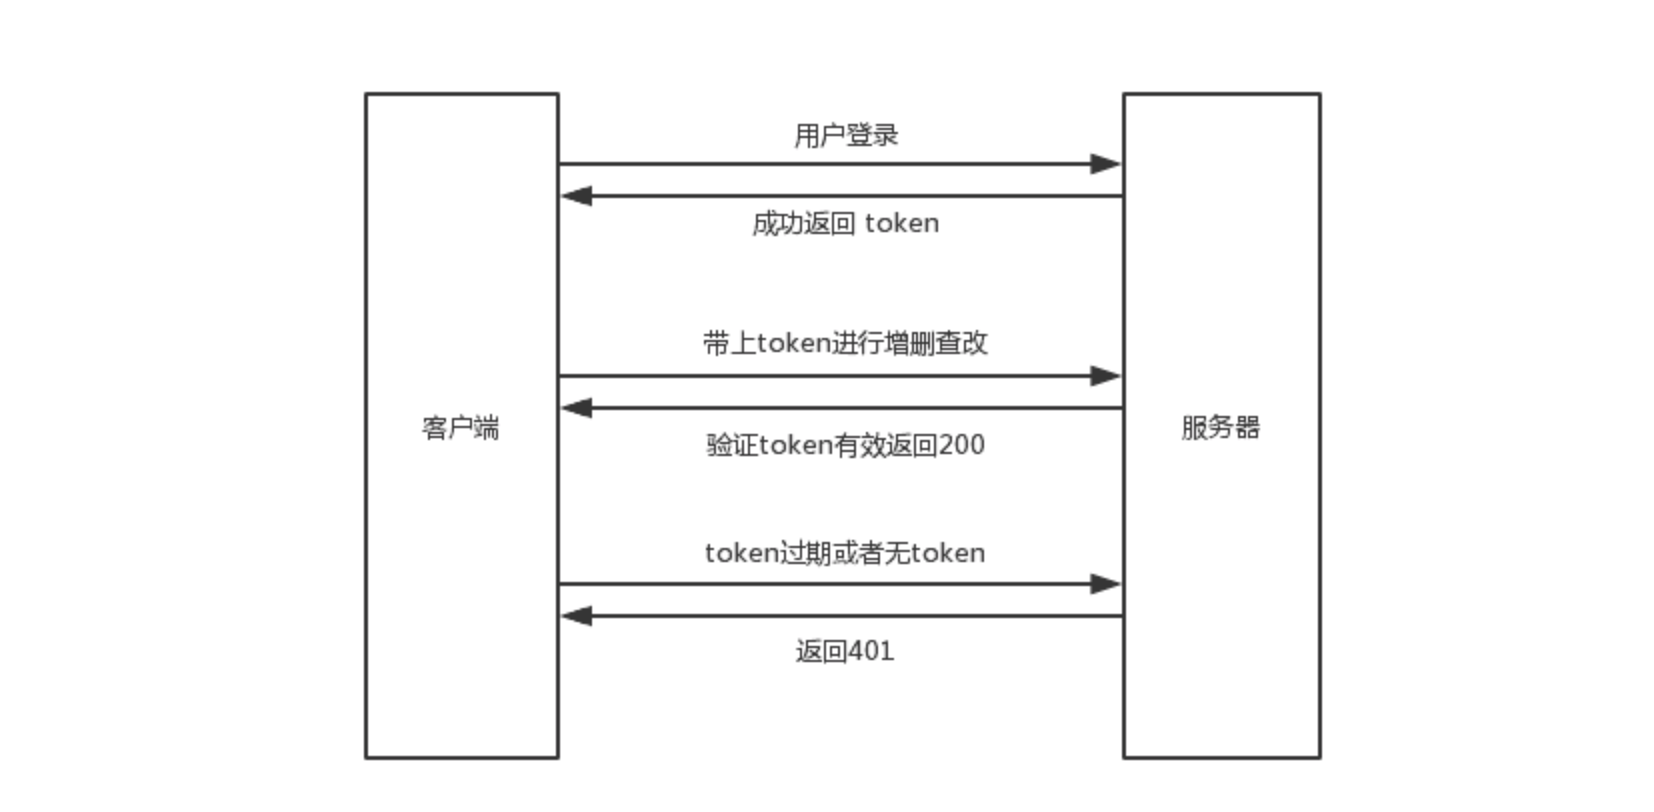 用户登录
成功返回 token
带上token进行增删查改
客户端
服务器
验证token有效返回200
token过期或者无token
返回401